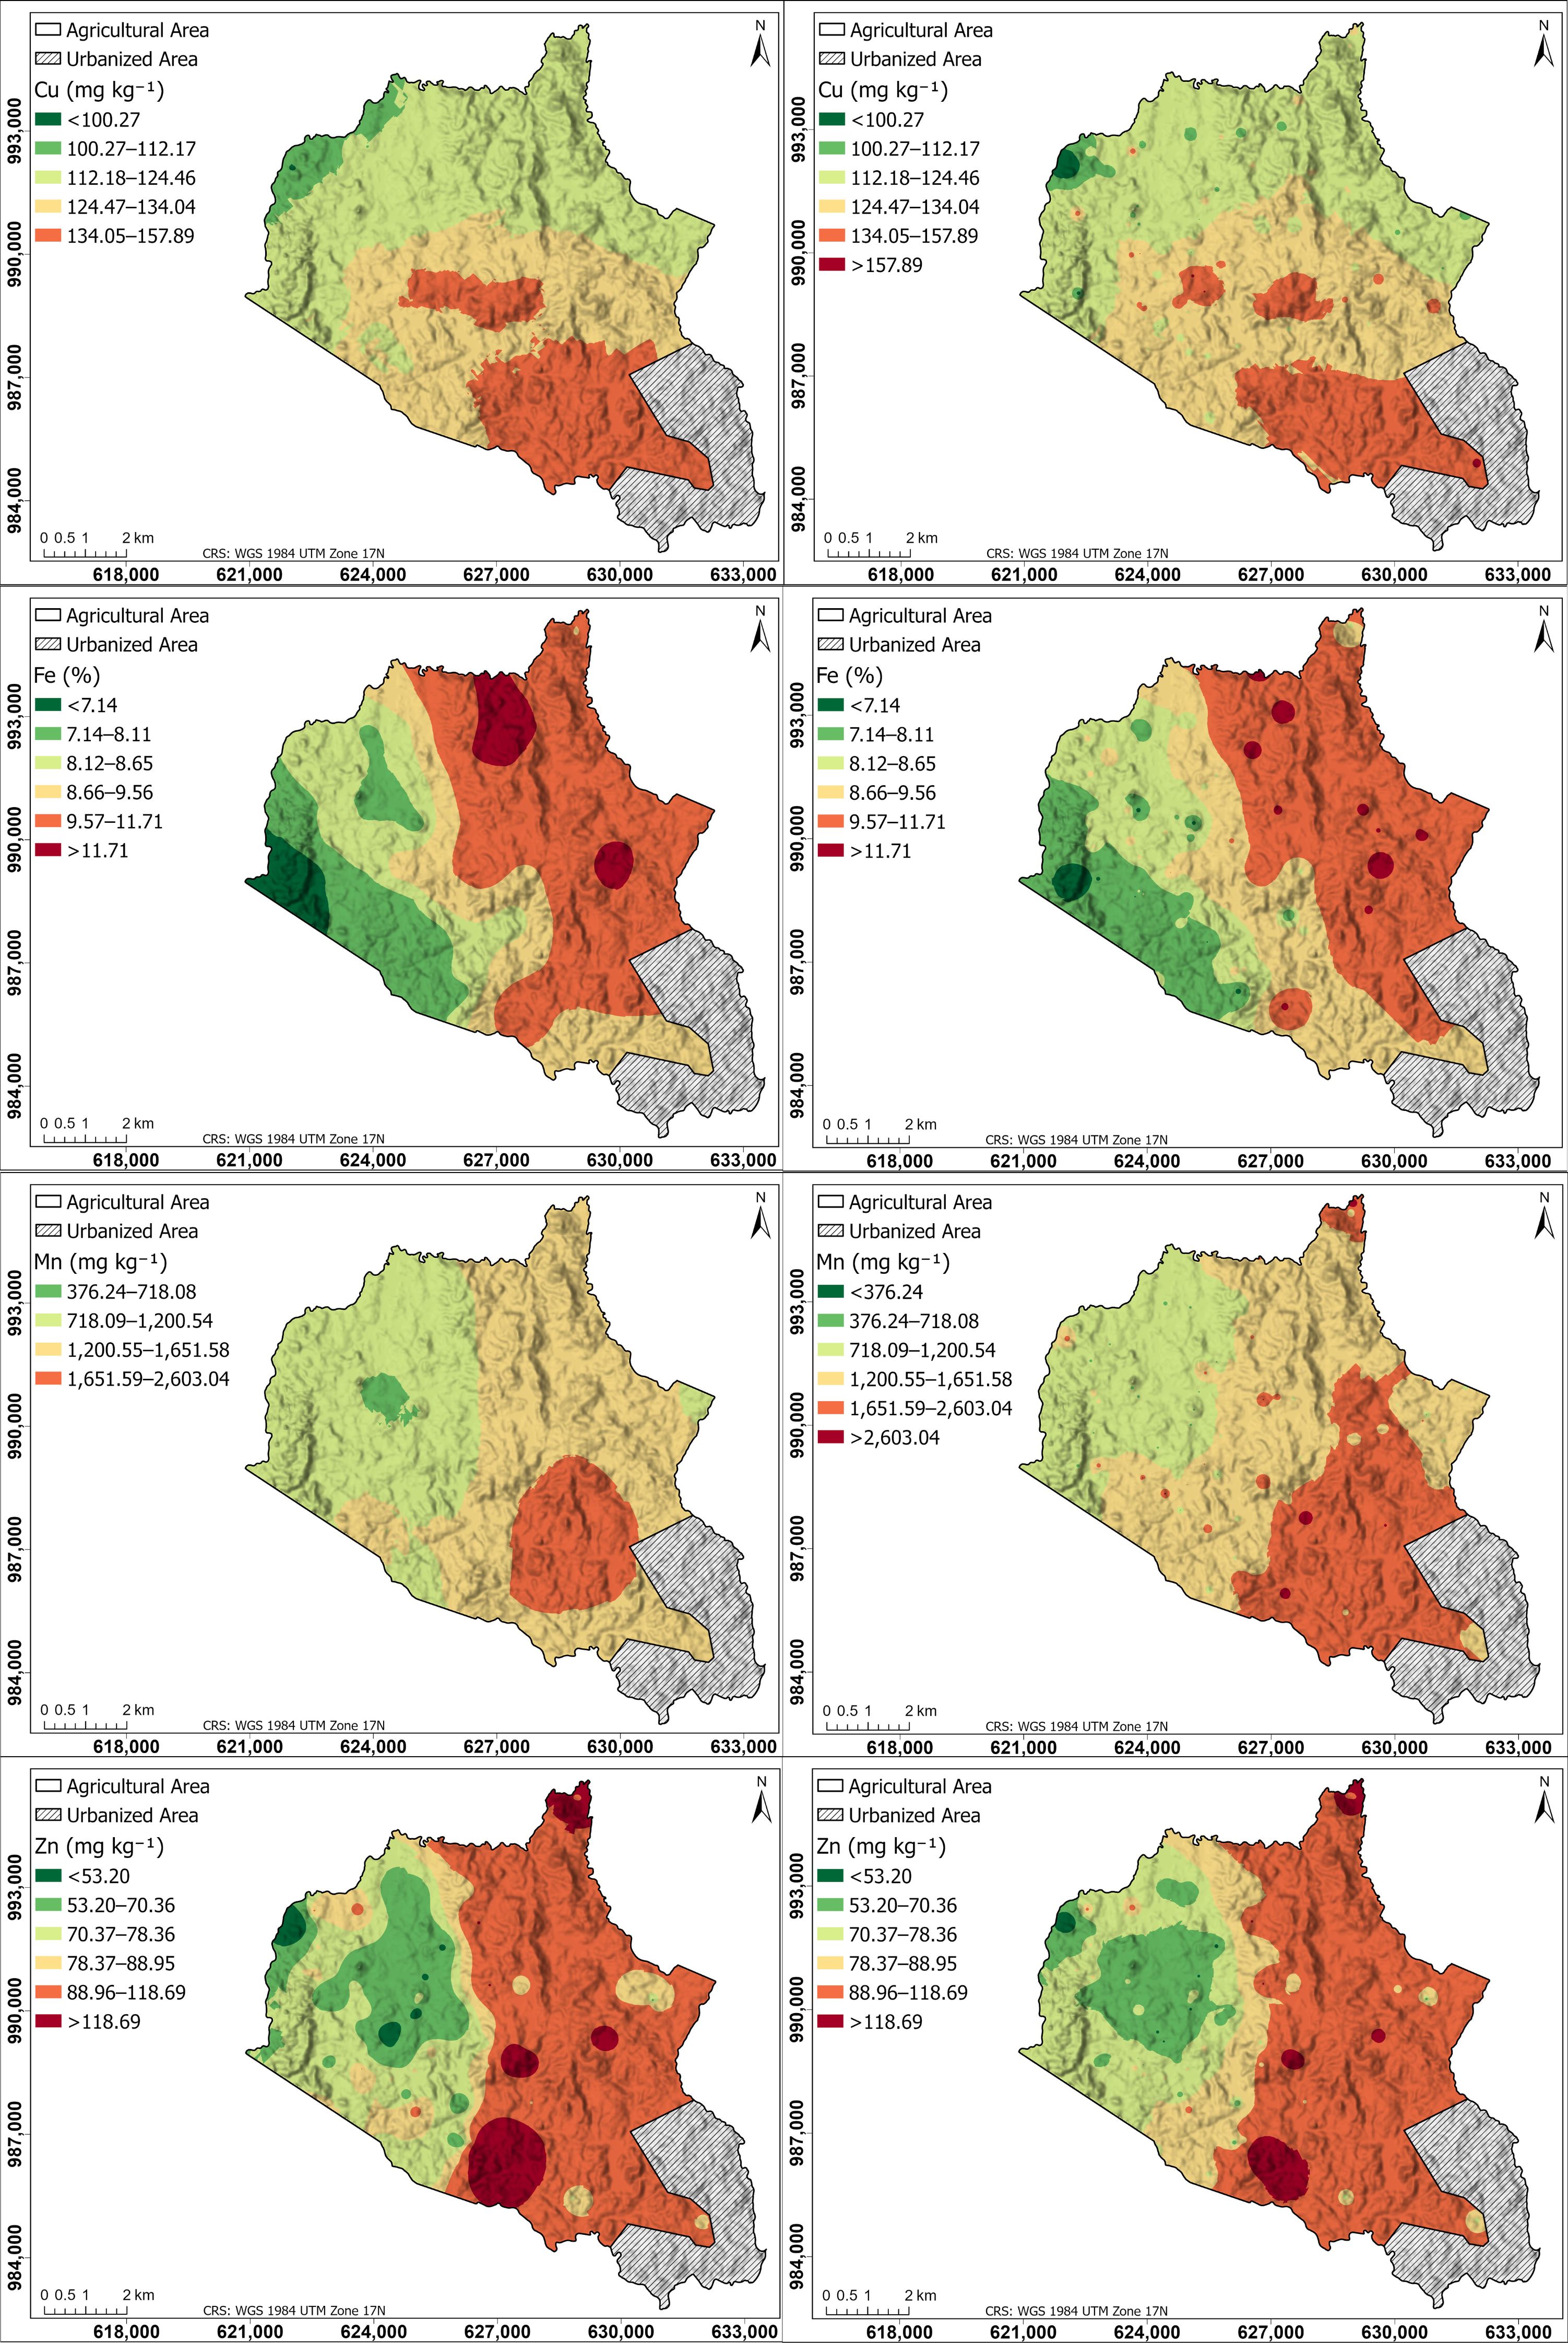 Agricultural Area
Urbanized Area
Cu (mg kg⁻¹)
<100.27
100.27–112.17
112.18–124.46
124.47–134.04
134.05–157.89
N
993,000
990,000
987,000
984,000
0 0.5 1 2 km
CRS: WGS 1984 UTM Zone 17N
618,000 621,000 624,000 627,000 630,000 633,000
Agricultural Area
Urbanized Area
Cu (mg kg⁻¹)
<100.27
100.27–112.17
112.18–124.46
124.47–134.04
134.05–157.89
>157.89
N
993,000
990,000
987,000
984,000
0 0.5 1 2 km
CRS: WGS 1984 UTM Zone 17N
618,000 621,000 624,000 627,000 630,000 633,000
Agricultural Area
Urbanized Area
Fe (%)
<7.14
7.14–8.11
8.12–8.65
8.66–9.56
9.57–11.71
>11.71
N
993,000
990,000
987,000
984,000
0 0.5 1 2 km
CRS: WGS 1984 UTM Zone 17N
618,000 621,000 624,000 627,000 630,000 633,000
Agricultural Area
Urbanized Area
Fe (%)
<7.14
7.14–8.11
8.12–8.65
8.66–9.56
9.57–11.71
>11.71
N
993,000
990,000
987,000
984,000
0 0.5 1 2 km
CRS: WGS 1984 UTM Zone 17N
618,000 621,000 624,000 627,000 630,000 633,000
Agricultural Area
Urbanized Area
Mn (mg kg⁻¹)
376.24–718.08
718.09–1,200.54
1,200.55–1,651.58
1,651.59–2,603.04
N
993,000
990,000
987,000
984,000
0 0.5 1 2 km
CRS: WGS 1984 UTM Zone 17N
618,000 621,000 624,000 627,000 630,000 633,000
Agricultural Area
Urbanized Area
Mn (mg kg⁻¹)
<376.24
376.24–718.08
718.09–1,200.54
1,200.55–1,651.58
1,651.59–2,603.04
>2,603.04
N
993,000
990,000
987,000
984,000
0 0.5 1 2 km
CRS: WGS 1984 UTM Zone 17N
618,000 621,000 624,000 627,000 630,000 633,000
Agricultural Area
Urbanized Area
Zn (mg kg⁻¹)
<53.20
53.20–70.36
70.37–78.36
78.37–88.95
88.96–118.69
>118.69
N
993,000
990,000
987,000
984,000
0 0.5 1 2 km
CRS: WGS 1984 UTM Zone 17N
618,000 621,000 624,000 627,000 630,000 633,000
Agricultural Area
Urbanized Area
Zn (mg kg⁻¹)
<53.20
53.20–70.36
70.37–78.36
78.37–88.95
88.96–118.69
>118.69
N
993,000
990,000
987,000
984,000
0 0.5 1 2 km
CRS: WGS 1984 UTM Zone 17N
618,000 621,000 624,000 627,000 630,000 633,000